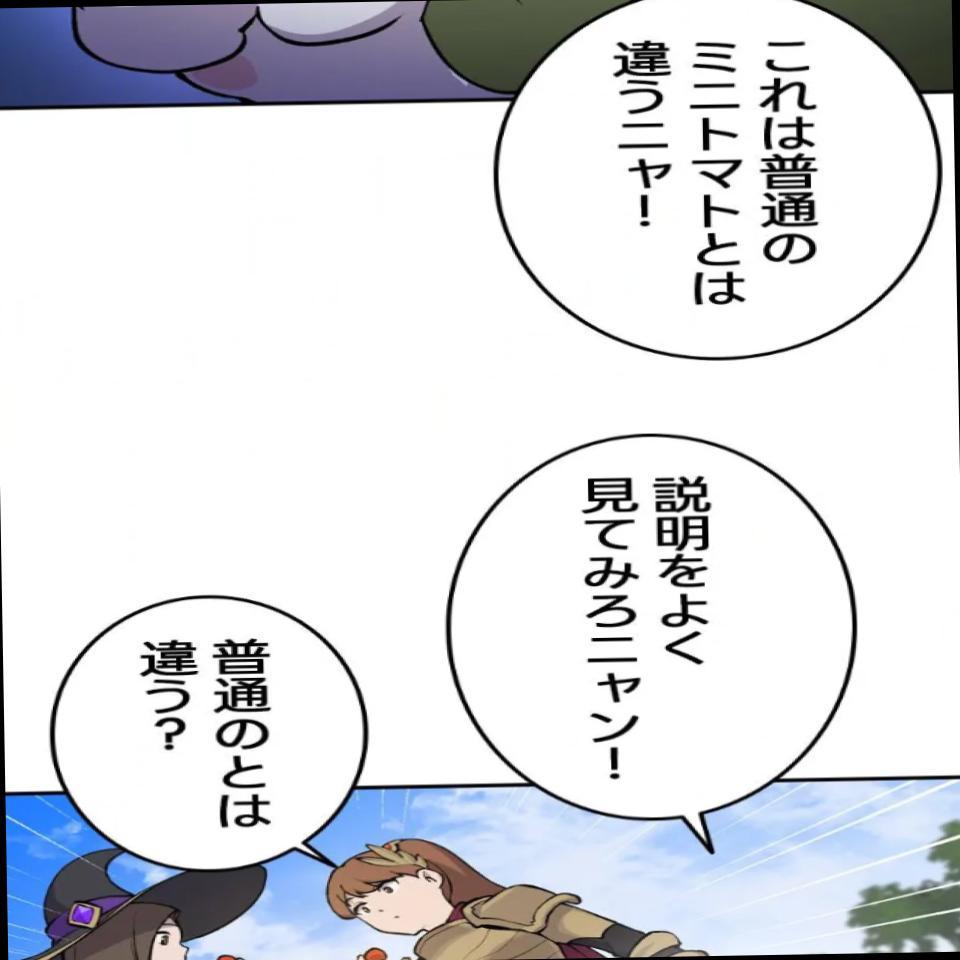 これは普通の
ミニトマトとは
違うニャ！
説明をよく
見てみろニャン！
普通のとは
違う？